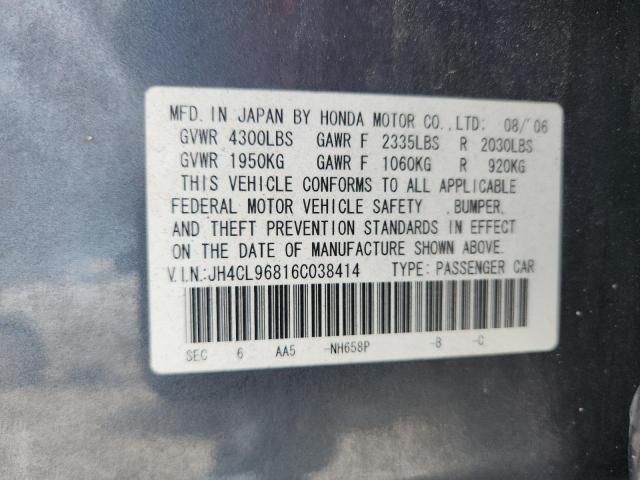 MFD. IN JAPAN BY HONDA MOTOR CO., LTD: 08/'06
GVWR 4300LBS GAWR F 2335LBS R 2030LBS
GVWR 1950KG GAWR F 1060KG R 920KG
THIS VEHICLE CONFORMS TO ALL APPLICABLE
FEDERAL MOTOR VEHICLE SAFETY , BUMPER,
AND THEFT PREVENTION STANDARDS IN EFFECT
ON THE DATE OF MANUFACTURE SHOWN ABOVE.
V.I.N:JH4CL96816C038414 TYPE: PASSENGER CAR
SEC 6 AA5 -NH658P -B -C